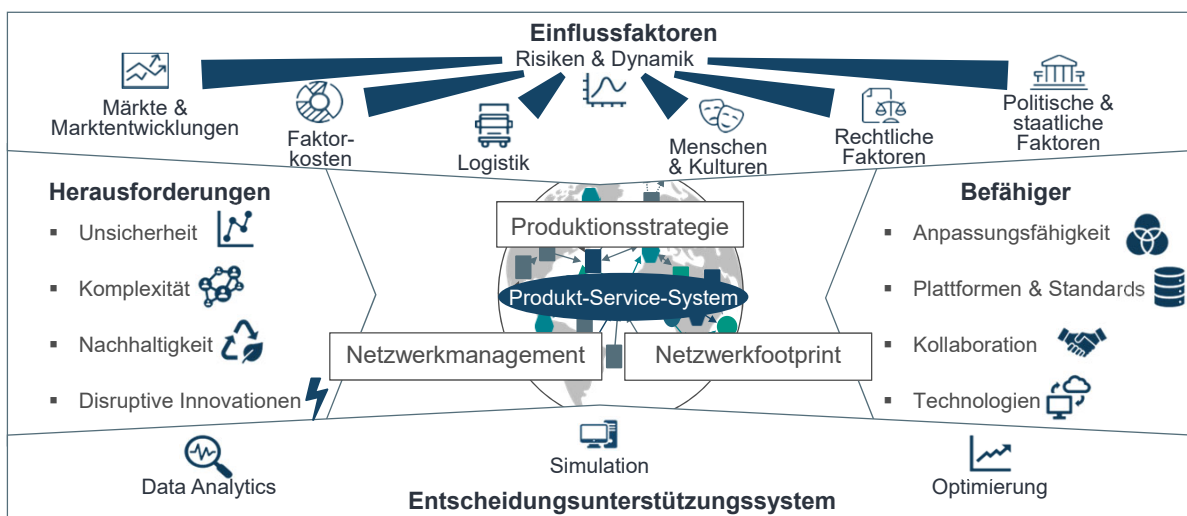 Einflussfaktoren
Risiken & Dynamik
Märkte &
Marktentwicklungen
Faktor-
kosten
Logistik
Menschen
& Kulturen
Rechtliche
Faktoren
Politische &
staatliche
Faktoren
Herausforderungen
▪ Unsicherheit
▪ Komplexität
▪ Nachhaltigkeit
▪ Disruptive Innovationen
Produktionsstrategie
Produkt-Service-System
Netzwerkmanagement
Netzwerkfootprint
Befähiger
▪ Anpassungsfähigkeit
▪ Plattformen & Standards
▪ Kollaboration
▪ Technologien
Data Analytics
Simulation
Optimierung
Entscheidungsunterstützungssystem